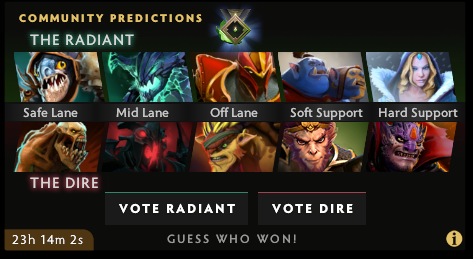 COMMUNITY PREDICTIONS
THE RADIANT
Safe Lane Mid Lane Off Lane Soft Support Hard Support
THE DIRE
VOTE RADIANT VOTE DIRE
23h 14m 2s GUESS WHO WON! i